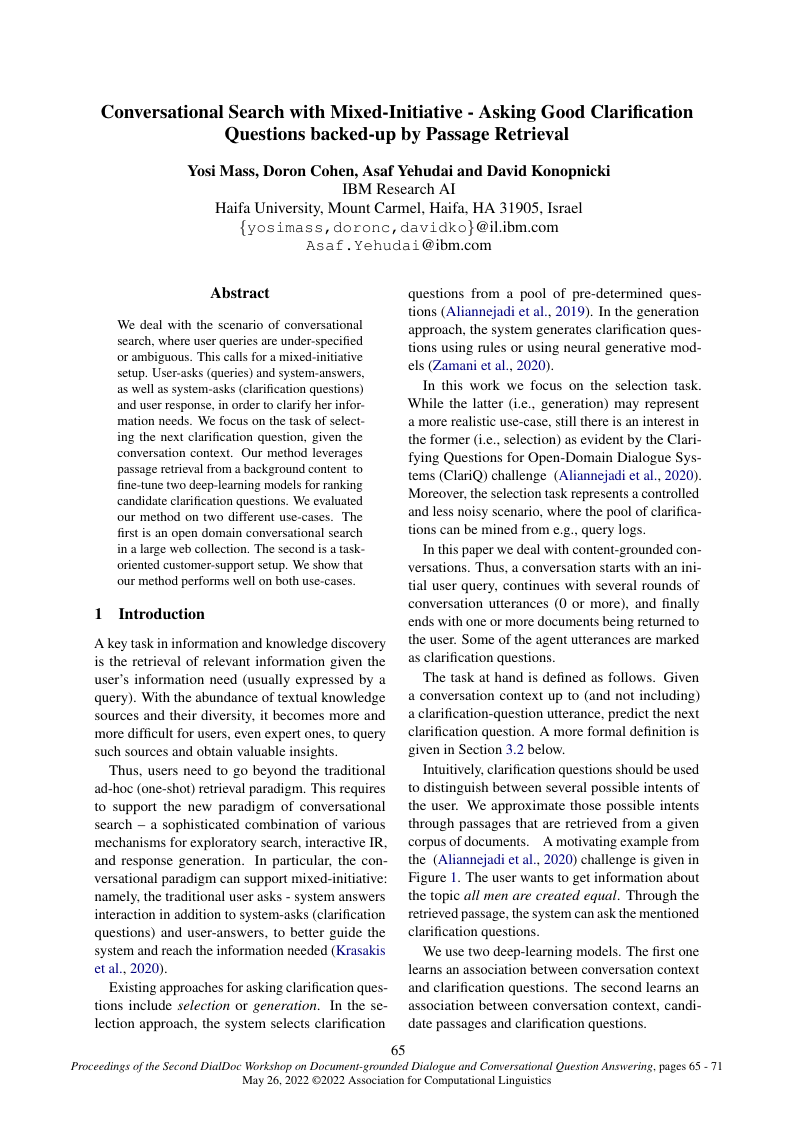 Conversational Search with Mixed-Initiative - Asking Good Clarification
Questions backed-up by Passage Retrieval
Yosi Mass, Doron Cohen, Asaf Yehudai and David Konopnicki
IBM Research AI
Haifa University, Mount Carmel, Haifa, HA 31905, Israel
{yosimass,doronc,davidko}@il.ibm.com
Asaf.Yehudai@ibm.com
Abstract
We deal with the scenario of conversational
search, where user queries are under-specified
or ambiguous. This calls for a mixed-initiative
setup. User-asks (queries) and system-answers,
as well as system-asks (clarification questions)
and user response, in order to clarify her infor-
mation needs. We focus on the task of select-
ing the next clarification question, given the
conversation context. Our method leverages
passage retrieval from a background content to
fine-tune two deep-learning models for ranking
candidate clarification questions. We evaluated
our method on two different use-cases. The
first is an open domain conversational search
in a large web collection. The second is a task-
oriented customer-support setup. We show that
our method performs well on both use-cases.
1 Introduction
A key task in information and knowledge discovery
is the retrieval of relevant information given the
user's information need (usually expressed by a
query). With the abundance of textual knowledge
sources and their diversity, it becomes more and
more difficult for users, even expert ones, to query
such sources and obtain valuable insights.
Thus, users need to go beyond the traditional
ad-hoc (one-shot) retrieval paradigm. This requires
to support the new paradigm of conversational
search – a sophisticated combination of various
mechanisms for exploratory search, interactive IR,
and response generation. In particular, the con-
versational paradigm can support mixed-initiative:
namely, the traditional user asks - system answers
interaction in addition to system-asks (clarification
questions) and user-answers, to better guide the
system and reach the information needed (Krasakis
et al., 2020).
Existing approaches for asking clarification ques-
tions include selection or generation. In the se-
lection approach, the system selects clarification
questions from a pool of pre-determined ques-
tions (Aliannejadi et al., 2019). In the generation
approach, the system generates clarification ques-
tions using rules or using neural generative mod-
els (Zamani et al., 2020).
In this work we focus on the selection task.
While the latter (i.e., generation) may represent
a more realistic use-case, still there is an interest in
the former (i.e., selection) as evident by the Clari-
fying Questions for Open-Domain Dialogue Sys-
tems (ClariQ) challenge (Aliannejadi et al., 2020).
Moreover, the selection task represents a controlled
and less noisy scenario, where the pool of clarifica-
tions can be mined from e.g., query logs.
In this paper we deal with content-grounded con-
versations. Thus, a conversation starts with an ini-
tial user query, continues with several rounds of
conversation utterances (0 or more), and finally
ends with one or more documents being returned to
the user. Some of the agent utterances are marked
as clarification questions.
The task at hand is defined as follows. Given
a conversation context up to (and not including)
a clarification-question utterance, predict the next
clarification question. A more formal definition is
given in Section 3.2 below.
Intuitively, clarification questions should be used
to distinguish between several possible intents of
the user. We approximate those possible intents
through passages that are retrieved from a given
corpus of documents. A motivating example from
the (Aliannejadi et al., 2020) challenge is given in
Figure 1. The user wants to get information about
the topic all men are created equal. Through the
retrieved passage, the system can ask the mentioned
clarification questions.
We use two deep-learning models. The first one
learns an association between conversation context
and clarification questions. The second learns an
association between conversation context, candi-
date passages and clarification questions.
65
Proceedings of the Second DialDoc Workshop on Document-grounded Dialogue and Conversational Question Answering, pages 65 - 71
May 26, 2022 ©2022 Association for Computational Linguistics